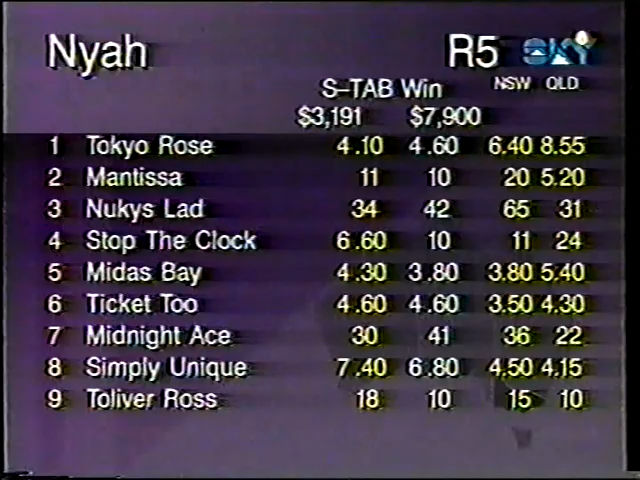 Nyah R5 SKY
S-TAB Win NSW QLD
$3,191 $7,900
1 Tokyo Rose 4.10 4.60 6.40 8.55
2 Mantissa 11 10 20 5.20
3 Nukys Lad 34 42 65 31
4 Stop The Clock 6.60 10 11 24
5 Midas Bay 4.30 3.80 3.80 5.40
6 Ticket Too 4.60 4.60 3.50 4.30
7 Midnight Ace 30 41 36 22
8 Simply Unique 7.40 6.80 4.50 4.15
9 Toliver Ross 18 10 15 10